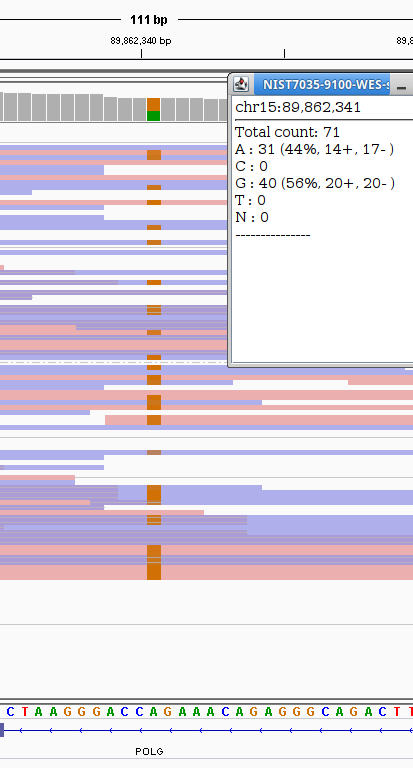 111 bp
89,862,340 bp
89,8
NIST7035-9100-WES-s
chr15:89,862,341
Total count: 71
A : 31 (44%, 14+, 17- )
C : 0
G : 40 (56%, 20+, 20- )
T : 0
N : 0
---------------
C T A A G G G A C C A G A A A C A G A G G G C A G A C T T
POLG